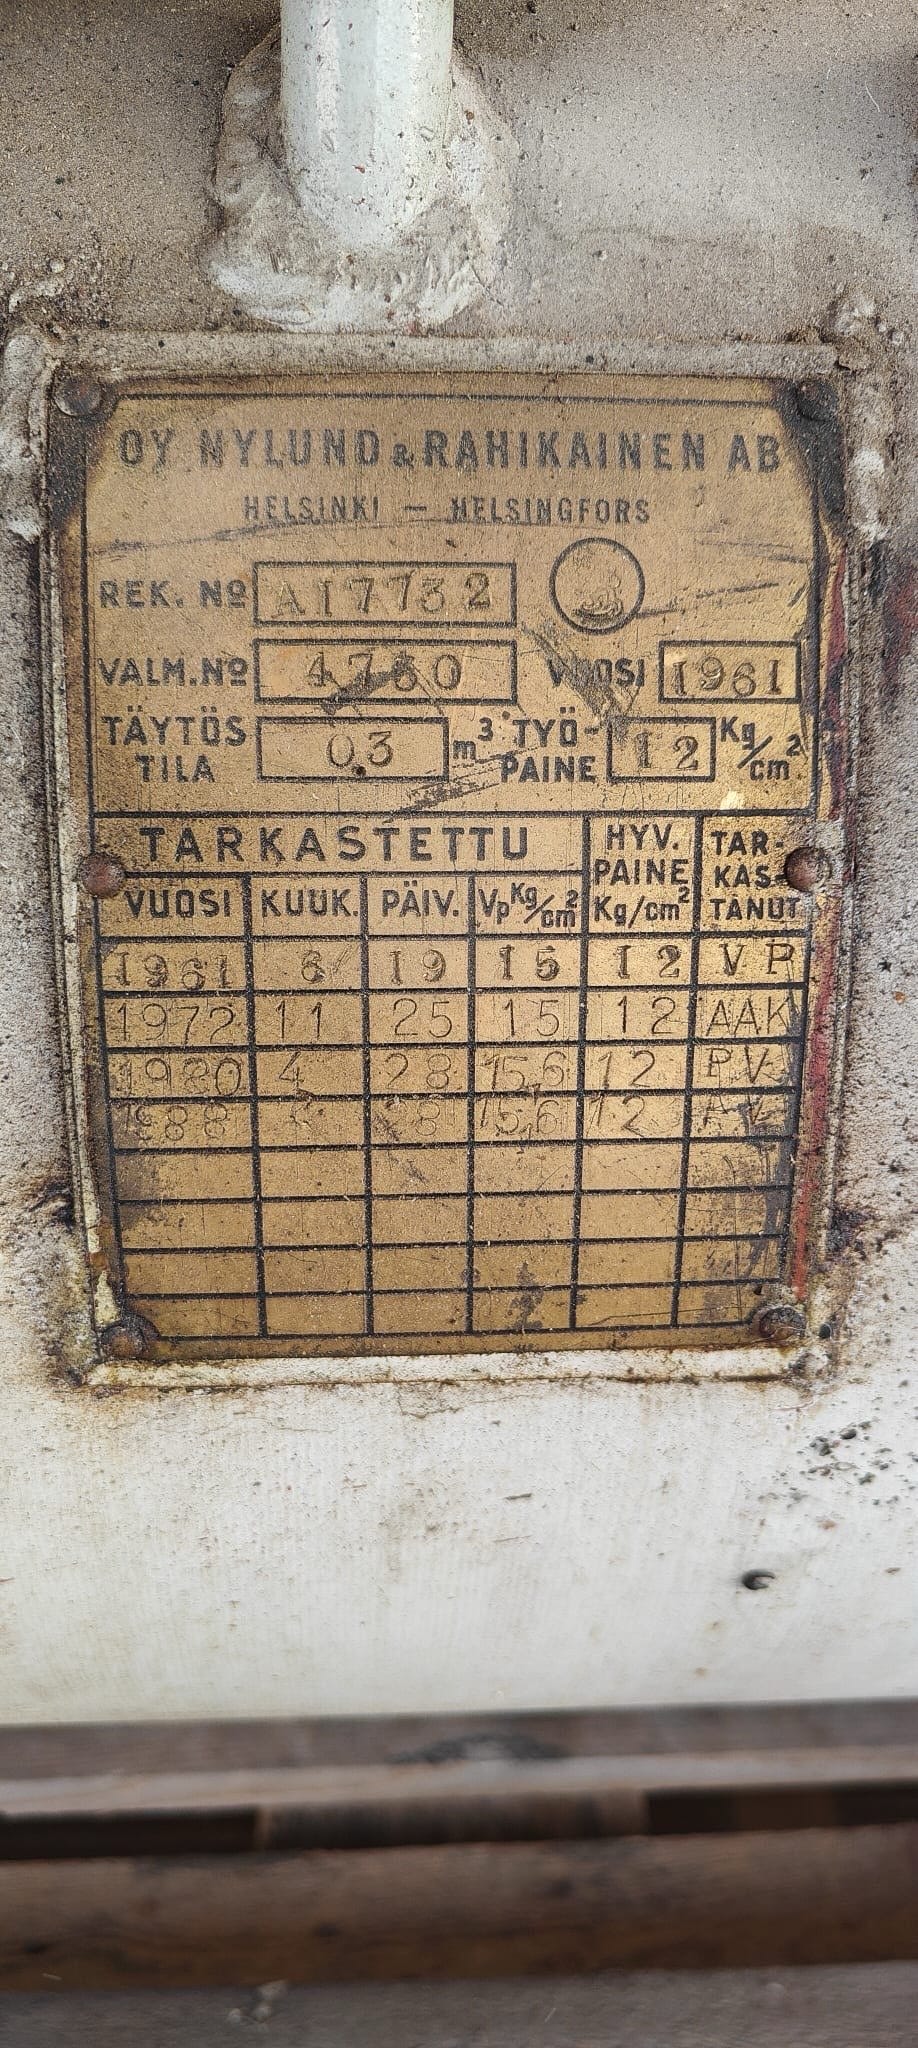 OY NYLUND & RAHIKAINEN AB
HELSINKI — HELSINGFORS
REK. No A17732
VALM. No 4760 VUOSI 1961
TÄYTÖS TILA 03 m³ TYÖ-PAINE 12 Kg/cm²
TARKASTETTU HYV. PAINE Kg/cm² TAR-KAS-TANUT
VUOSI KUUK. PÄIV. Vp Kg/cm²
1961 6 19 15 12 VP
1972 11 25 15 12 AAK
1980 4 28 15,6 12 PV
1988 15,6 12